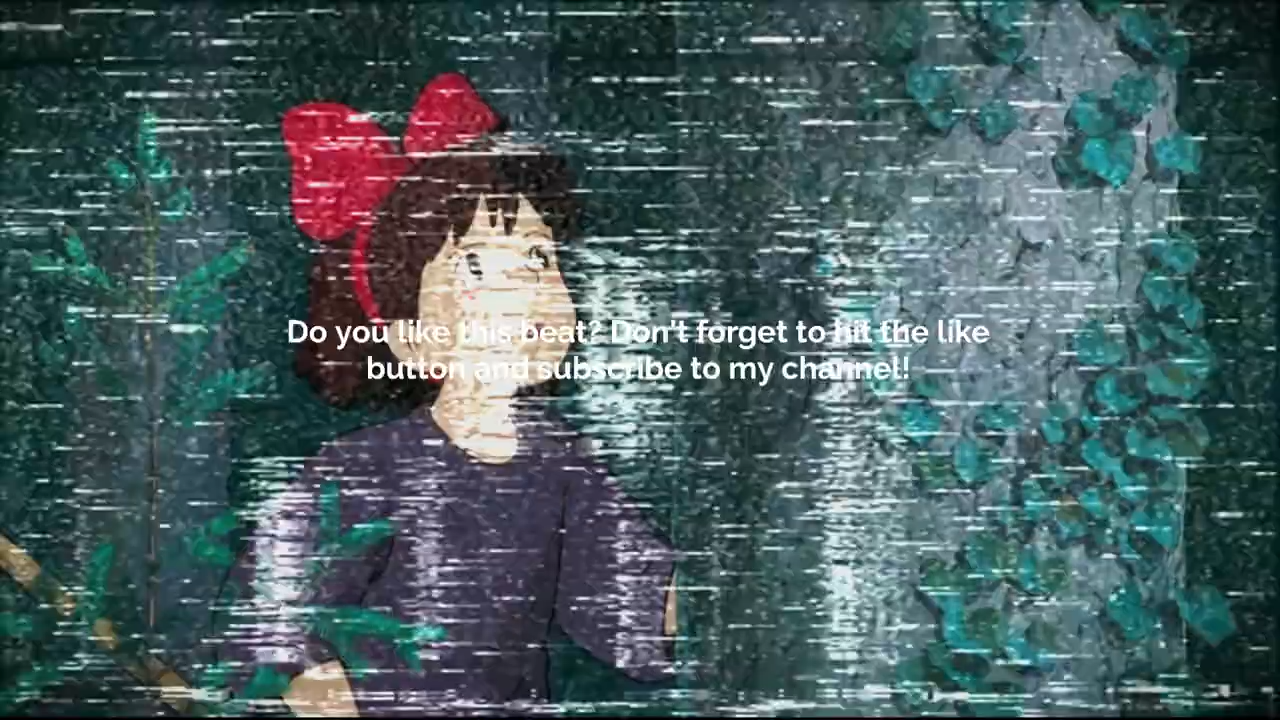 Do you like this beat? Don't forget to hit the like
button and subscribe to my channel!